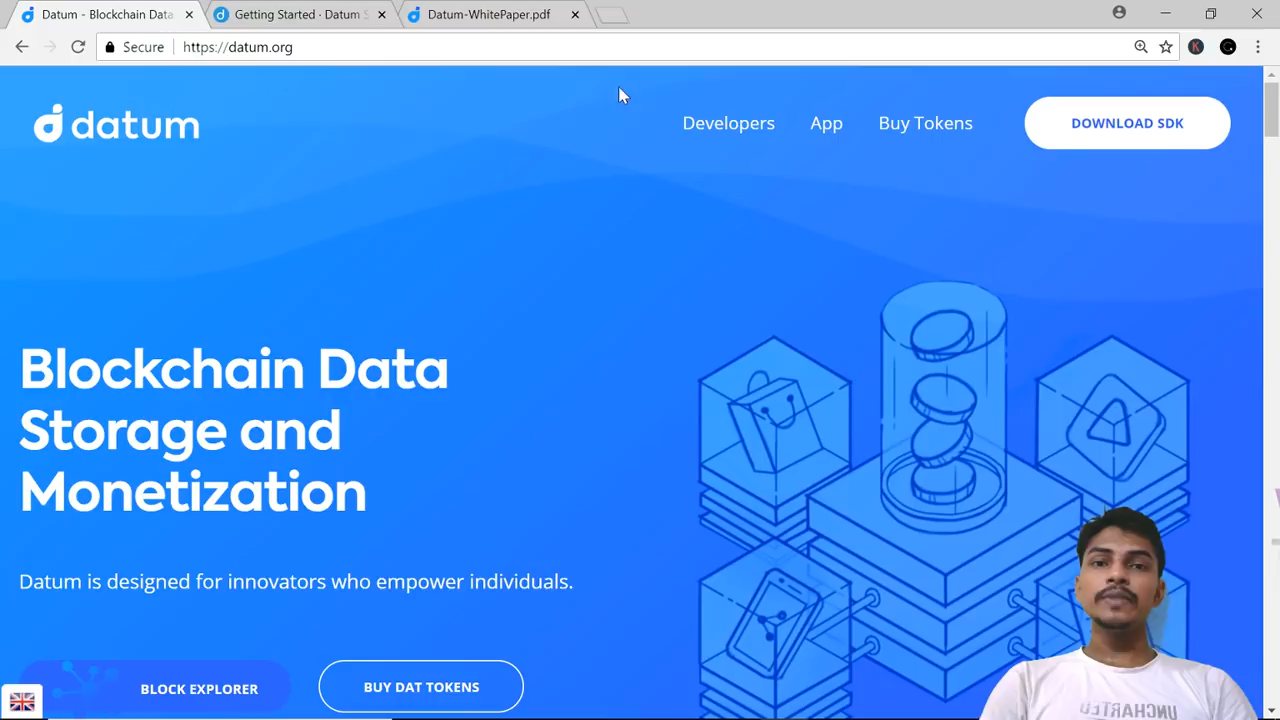 Datum - Blockchain Data
Getting Started · Datum S
Datum-WhitePaper.pdf
Secure
https://datum.org
K
datum
Developers
App
Buy Tokens
DOWNLOAD SDK
Blockchain Data
Storage and
Monetization
Datum is designed for innovators who empower individuals.
BLOCK EXPLORER
BUY DAT TOKENS
UNCHARTED